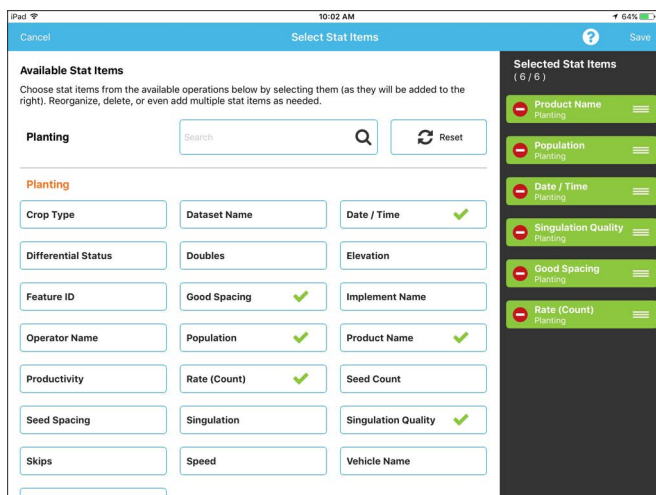 iPad 10:02 AM 64%
Cancel Select Stat Items ? Save
Available Stat Items
Choose stat items from the available operations below by selecting them (as they will be added to the
right). Reorganize, delete, or even add multiple stat items as needed.
Planting Search Reset
Planting
Crop Type Dataset Name Date / Time
Differential Status Doubles Elevation
Feature ID Good Spacing Implement Name
Operator Name Population Product Name
Productivity Rate (Count) Seed Count
Seed Spacing Singulation Singulation Quality
Skips Speed Vehicle Name
Selected Stat Items
( 6 / 6 )
Product Name
Planting
Population
Planting
Date / Time
Planting
Singulation Quality
Planting
Good Spacing
Planting
Rate (Count)
Planting